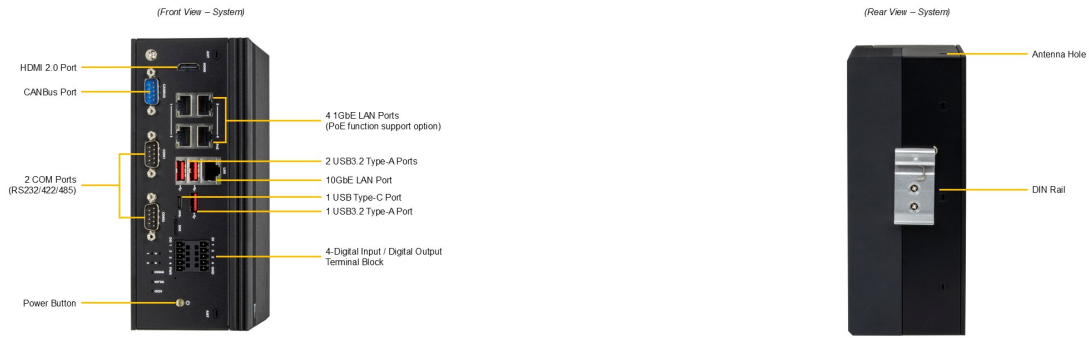 (Front View – System)
HDMI 2.0 Port
CANBus Port
2 COM Ports
(RS232/422/485)
Power Button
4 1GbE LAN Ports
(PoE function support option)
2 USB3.2 Type-A Ports
10GbE LAN Port
1 USB Type-C Port
1 USB3.2 Type-A Port
4-Digital Input / Digital Output
Terminal Block
(Rear View – System)
Antenna Hole
DIN Rail